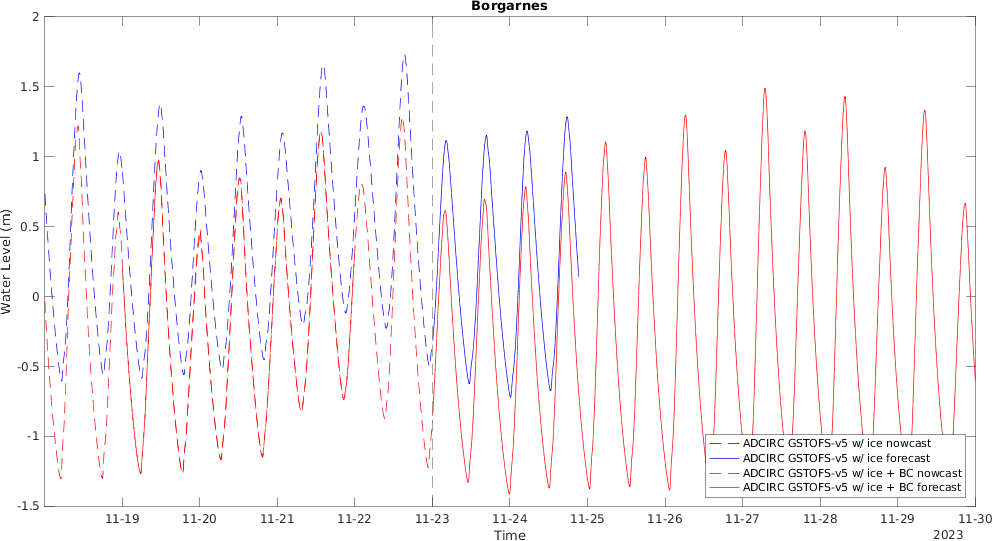 Borgarnes
2
1.5
1
0.5
0
-0.5
-1
-1.5
Water Level (m)
ADCIRC GSTOFS-v5 w/ ice nowcast
ADCIRC GSTOFS-v5 w/ ice forecast
ADCIRC GSTOFS-v5 w/ ice + BC nowcast
ADCIRC GSTOFS-v5 w/ ice + BC forecast
11-19 11-20 11-21 11-22 11-23 11-24 11-25 11-26 11-27 11-28 11-29 11-30
Time
2023